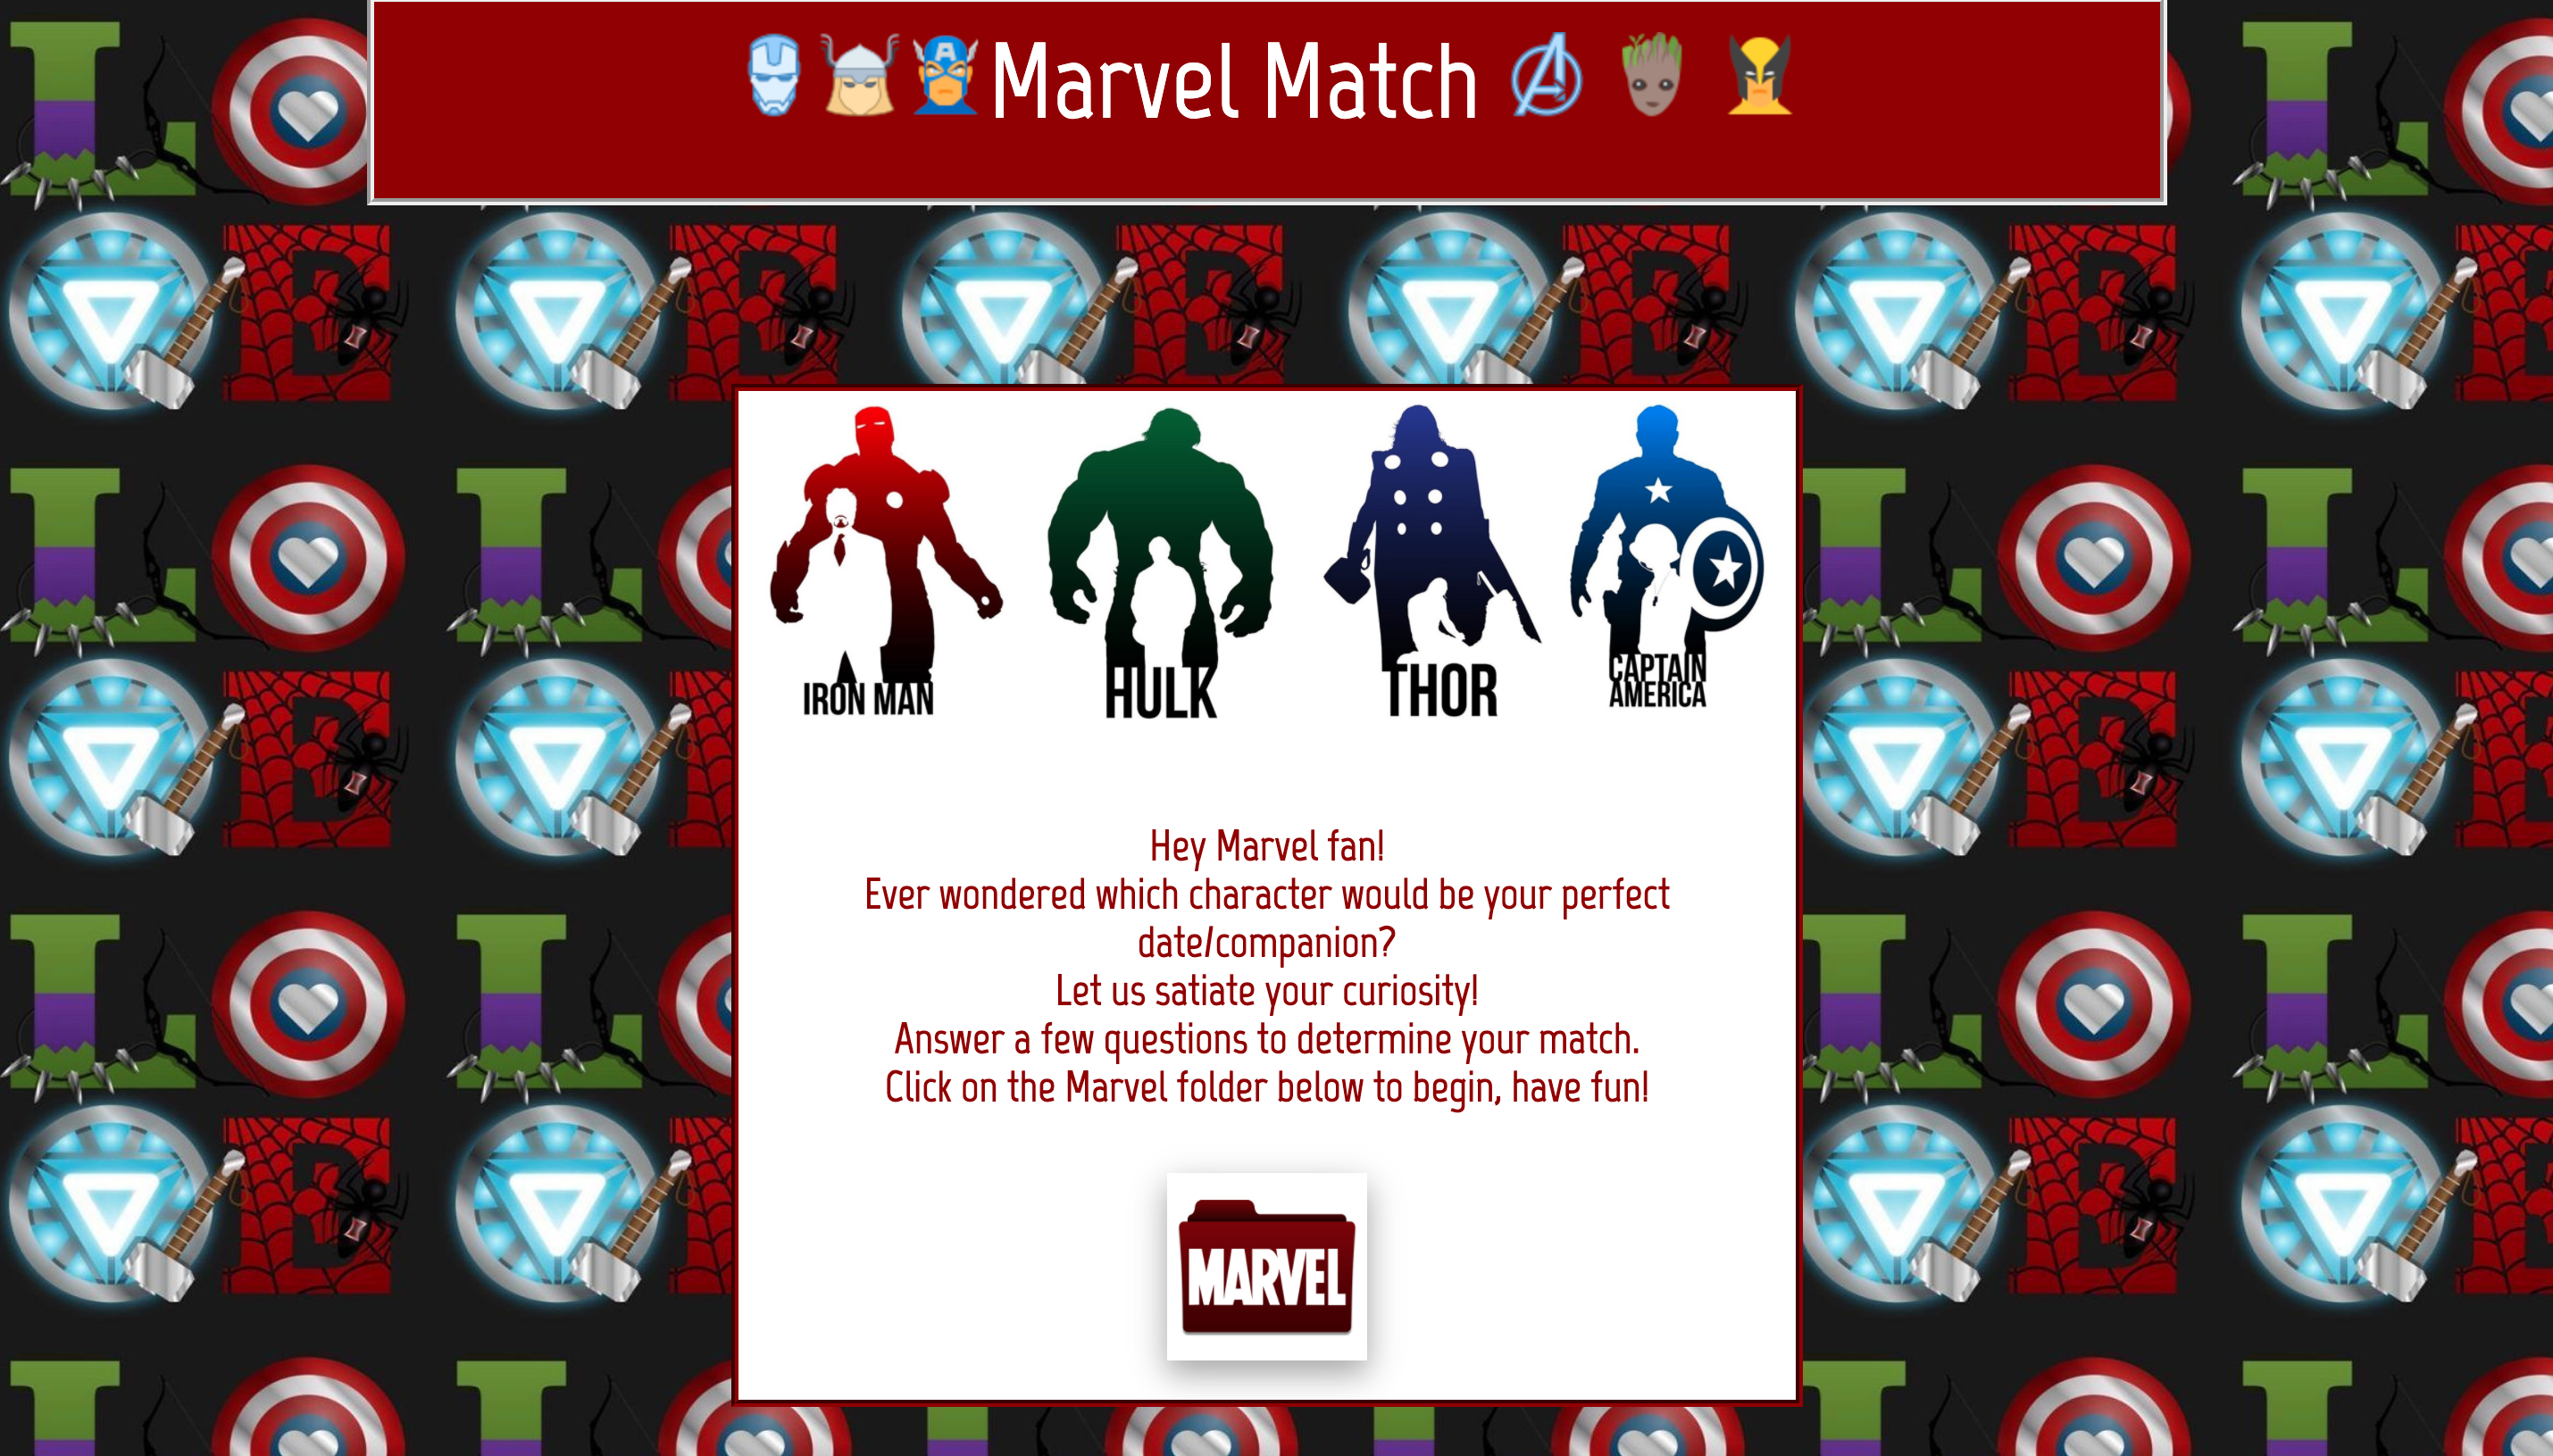 Marvel Match
IRON MAN
HULK
THOR
CAPTAIN
AMERICA
Hey Marvel fan!
Ever wondered which character would be your perfect
date/companion?
Let us satiate your curiosity!
Answer a few questions to determine your match.
Click on the Marvel folder below to begin, have fun!
MARVEL